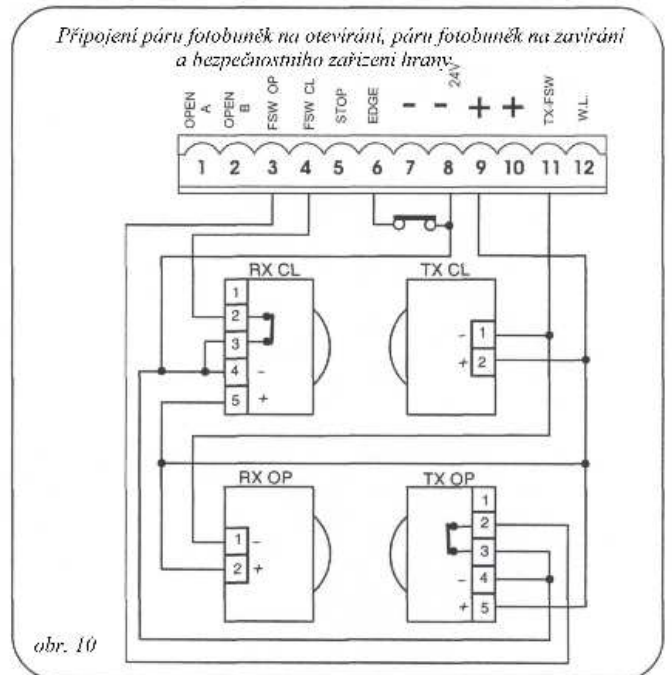 Připojení páru fotobuněk na otevírání, páru fotobuněk na zavírání
a bezpečnostního zařízení hrany.
OPEN A
OPEN B
FSW OP
FSW CL
STOP
EDGE
-
-
24V
+
+
TX-FSW
W.L.
1 2 3 4 5 6 7 8 9 10 11 12
RX CL
1
2
3
4 -
5 +
TX CL
- 1
+ 2
RX OP
1 -
2 +
TX OP
1
2
3
- 4
+ 5
obr. 10